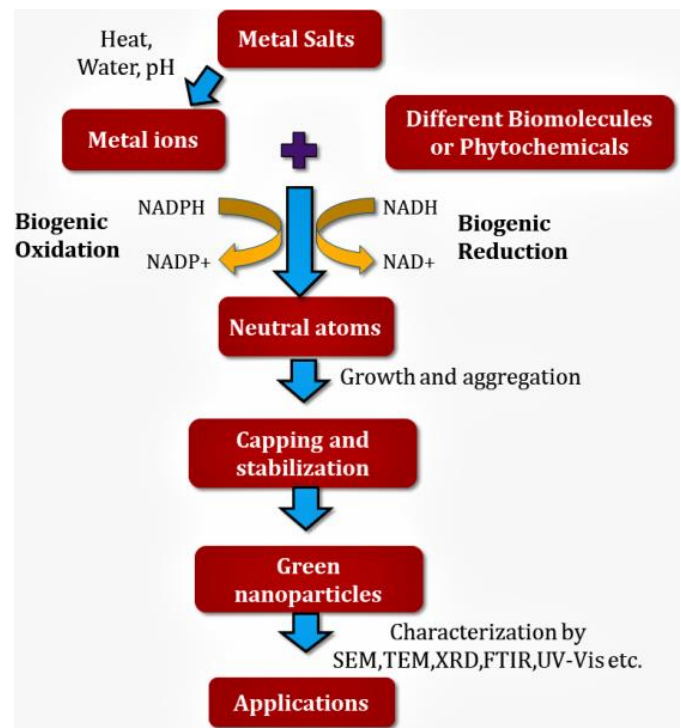 Metal Salts
Heat,
Water, pH
Metal ions
Different Biomolecules
or Phytochemicals
Biogenic
Oxidation
NADPH
NADP+
NADH
NAD+
Biogenic
Reduction
Neutral atoms
Growth and aggregation
Capping and
stabilization
Green
nanoparticles
Characterization by
SEM,TEM,XRD,FTIR,UV-Vis etc.
Applications